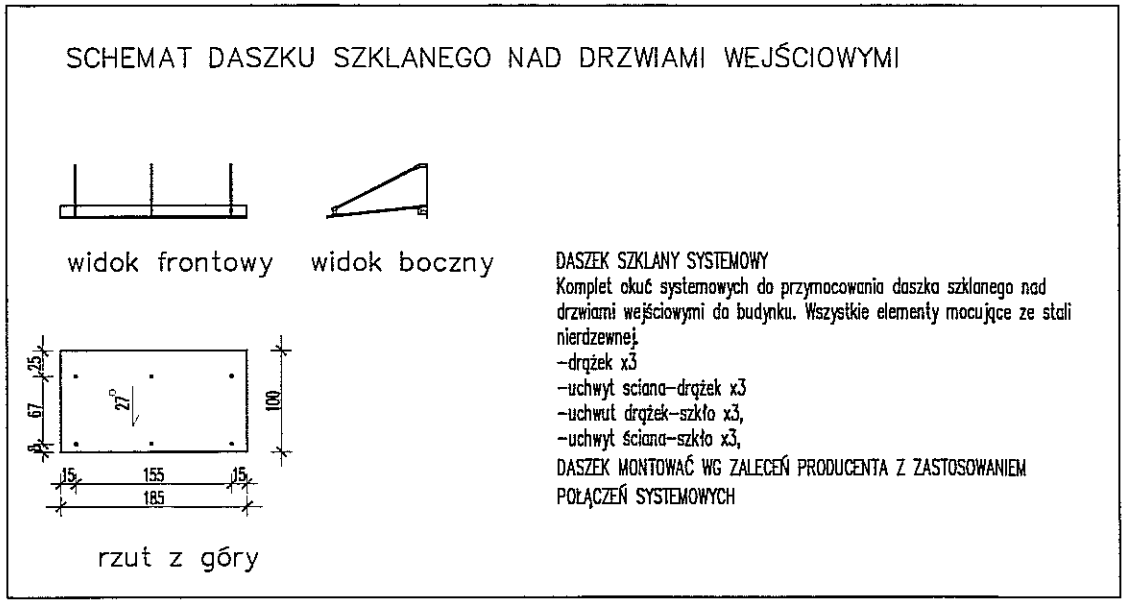 SCHEMAT DASZKU SZKLANEGO NAD DRZWIAMI WEJŚCIOWYMI
widok frontowy
widok boczny
DASZEK SZKLANY SYSTEMOWY
Komplet okuć systemowych do przymocowania daszka szklanego nad
drzwiami wejściowymi do budynku. Wszystkie elementy mocujące ze stali
nierdzewnej.
-drążek x3
-uchwyt sciana-drążek x3
-uchwut drążek-szkło x3,
-uchwyt ściana-szkło x3,
DASZEK MONTOWAĆ WG ZALECEŃ PRODUCENTA Z ZASTOSOWANIEM
POŁĄCZEŃ SYSTEMOWYCH
25
67
8
27°
100
15
155
15
185
rzut z góry